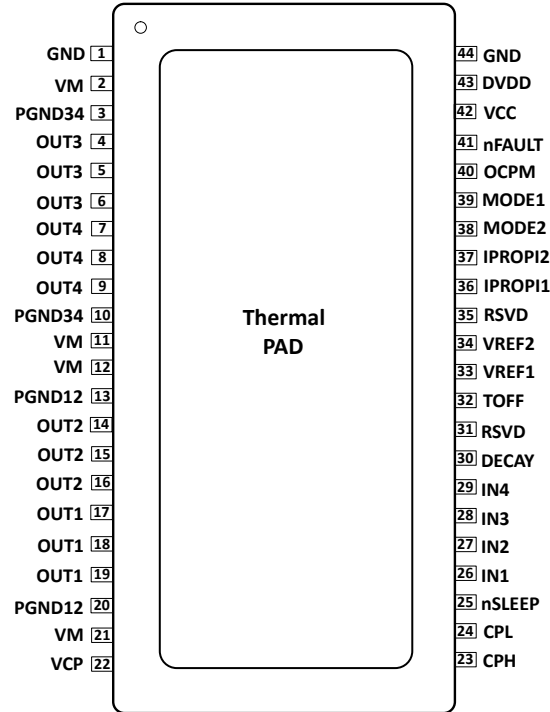 GND 1
VM 2
PGND34 3
OUT3 4
OUT3 5
OUT3 6
OUT4 7
OUT4 8
OUT4 9
PGND34 10
VM 11
VM 12
PGND12 13
OUT2 14
OUT2 15
OUT2 16
OUT1 17
OUT1 18
OUT1 19
PGND12 20
VM 21
VCP 22
Thermal
PAD
44 GND
43 DVDD
42 VCC
41 nFAULT
40 OCPM
39 MODE1
38 MODE2
37 IPROPI2
36 IPROPI1
35 RSVD
34 VREF2
33 VREF1
32 TOFF
31 RSVD
30 DECAY
29 IN4
28 IN3
27 IN2
26 IN1
25 nSLEEP
24 CPL
23 CPH